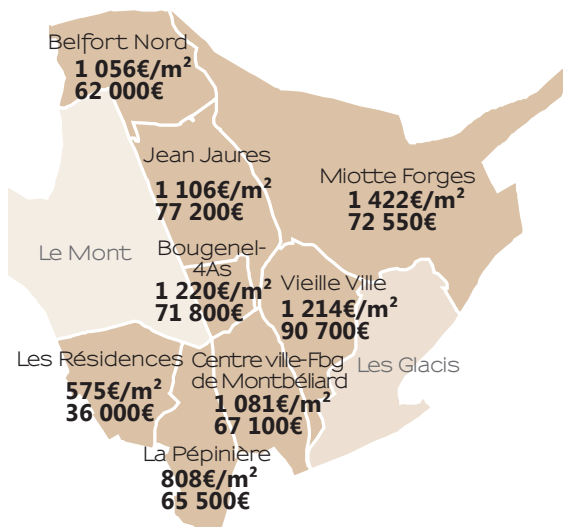 Belfort Nord
1 056€/m²
62 000€
Jean Jaures
1 106€/m²
77 200€
Miotte Forges
1 422€/m²
72 550€
Le Mont
Bougenel-
4As
1 220€/m²
71 800€
Vieille Ville
1 214€/m²
90 700€
Les Résidences
575€/m²
36 000€
Centre ville-Fbg
de Montbéliard
1 081€/m²
67 100€
Les Glacis
La Pépinière
808€/m²
65 500€